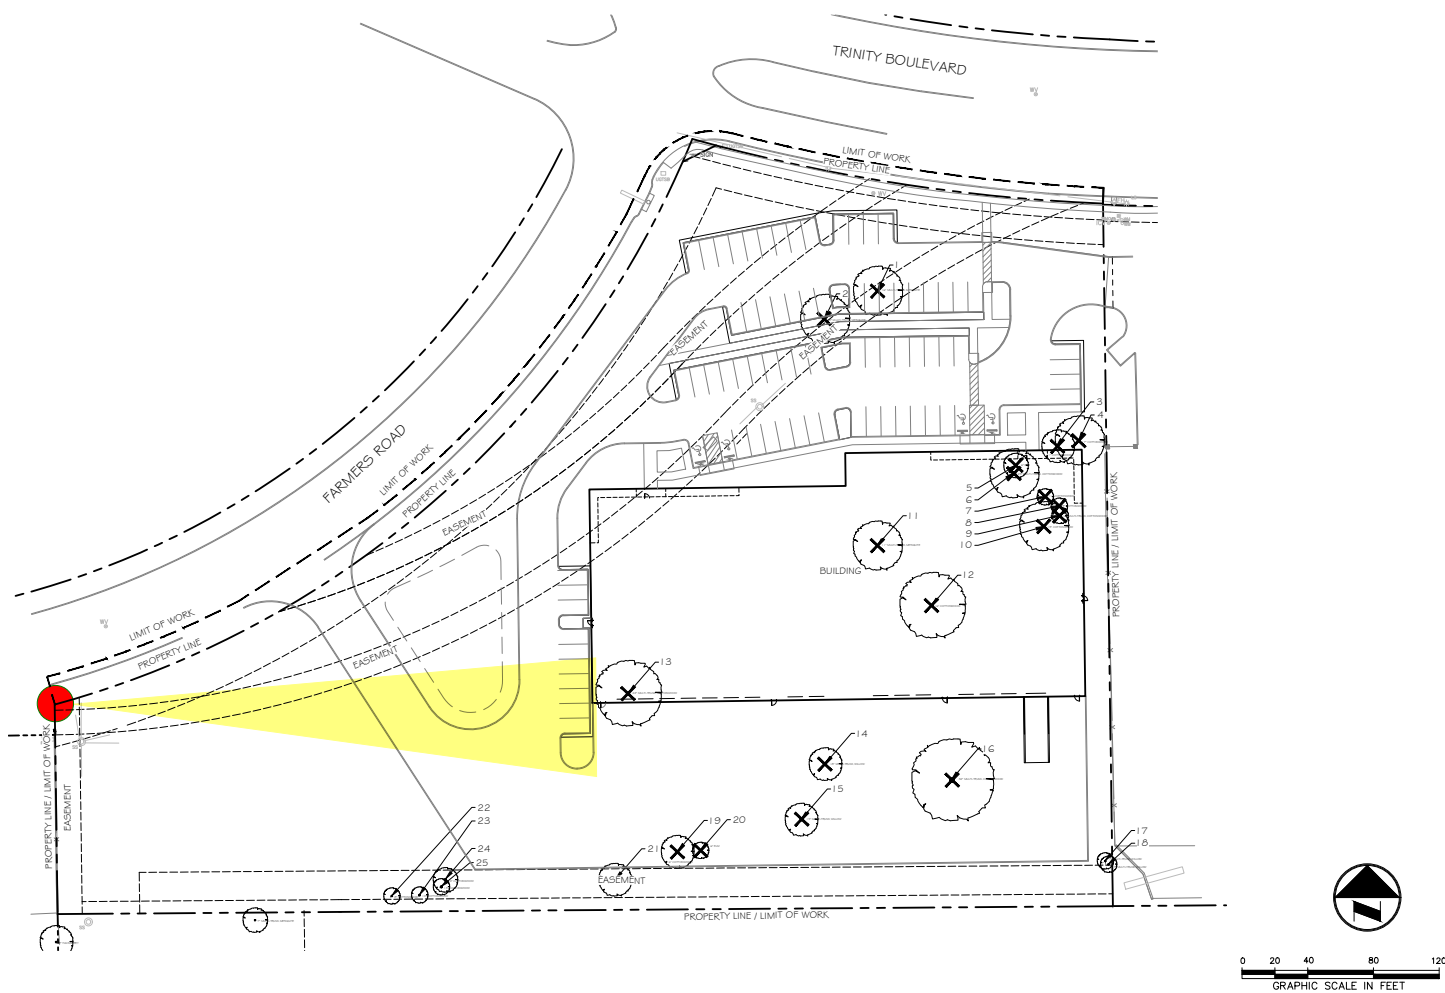 TRINITY BOULEVARD
LIMIT OF WORK
PROPERTY LINE
1
2
EASEMENT
EASEMENT
3
4
FARMERS ROAD
LIMIT OF WORK
PROPERTY LINE
EASEMENT
5
6
7
8
9
10
11
12
BUILDING
PROPERTY LINE / LIMIT OF WORK
LIMIT OF WORK
PROPERTY LINE
EASEMENT
13
14
15
16
PROPERTY LINE / LIMIT OF WORK
EASEMENT
22
23
24
25
19
20
21
EASEMENT
17
18
PROPERTY LINE / LIMIT OF WORK
0 20 40 80 120
GRAPHIC SCALE IN FEET